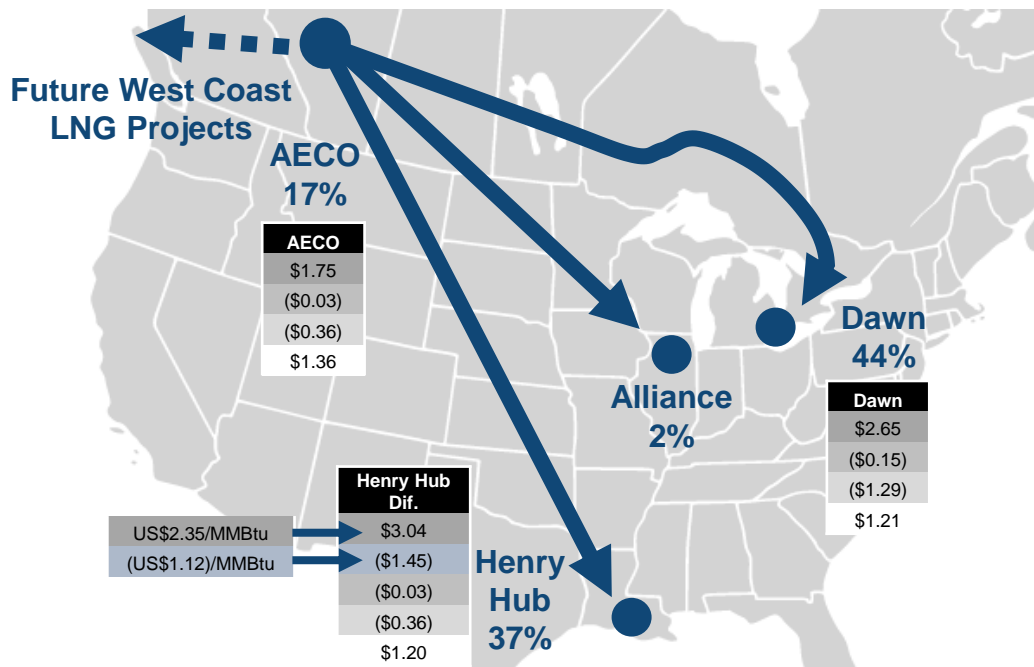 Future West Coast
LNG Projects
AECO
17%
AECO
$1.75
($0.03)
($0.36)
$1.36
Dawn
44%
Dawn
$2.65
($0.15)
($1.29)
$1.21
Alliance
2%
Henry Hub
Dif.
US$2.35/MMBtu
$3.04
(US$1.12)/MMBtu
($1.45)
($0.03)
($0.36)
$1.20
Henry
Hub
37%